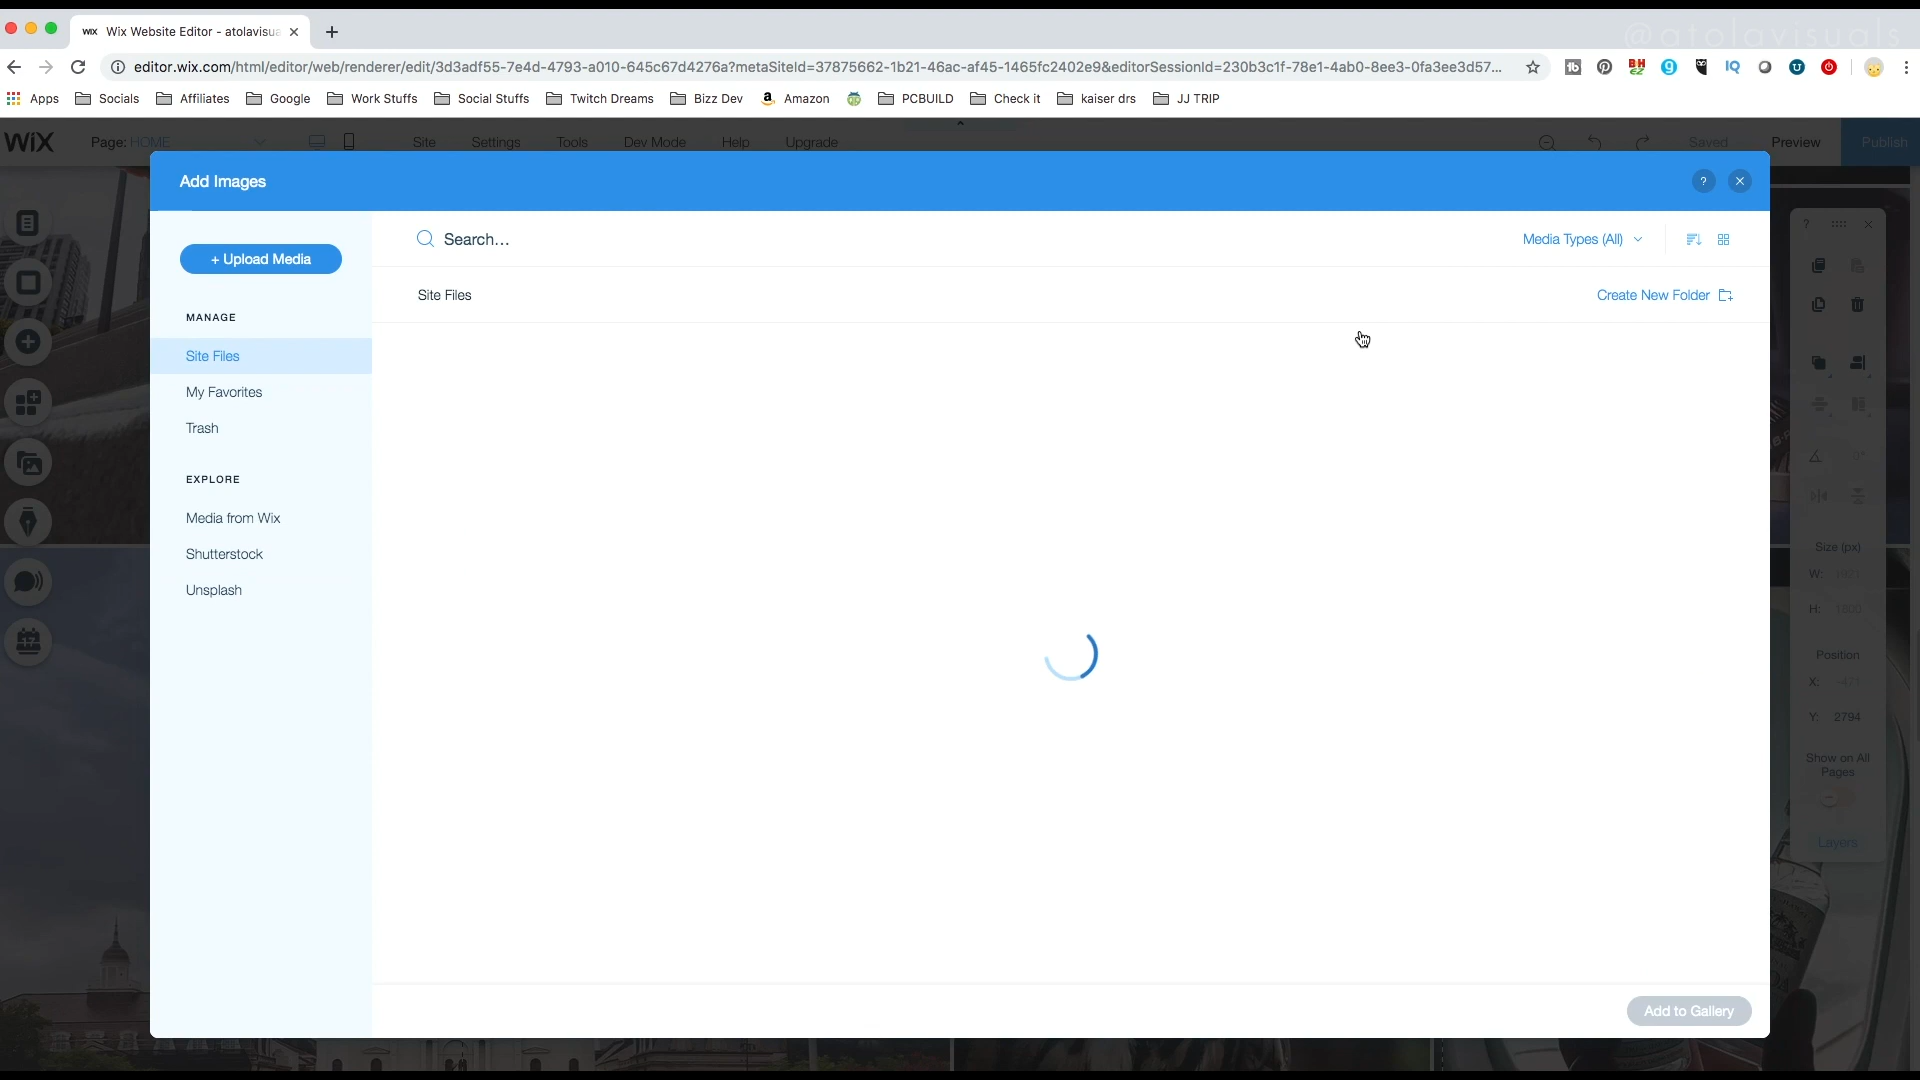 Wix Website Editor - atolavisua
@atolavisuals
editor.wix.com/html/editor/web/renderer/edit/3d3adf55-7e4d-4793-a010-645c67d4276a?metaSiteId=37875662-1b21-46ac-af45-1465fc2402e9&editorSessionId=230b3c1f-78e1-4ab0-8ee3-0fa3ee3d57...
Apps Socials Affiliates Google Work Stuffs Social Stuffs Twitch Dreams Bizz Dev Amazon PCBUILD Check it kaiser drs JJ TRIP
WiX Page: HOME Site Settings Tools Dev Mode Help Upgrade Saved Preview Publish
Add Images
+ Upload Media
Search...
Media Types (All)
Site Files
Create New Folder
MANAGE
Site Files
My Favorites
Trash
EXPLORE
Media from Wix
Shutterstock
Unsplash
17
Size (px)
W: 1921
H: 1800
Position
X: -471
Y: 2794
Show on All
Pages
Layers
Add to Gallery